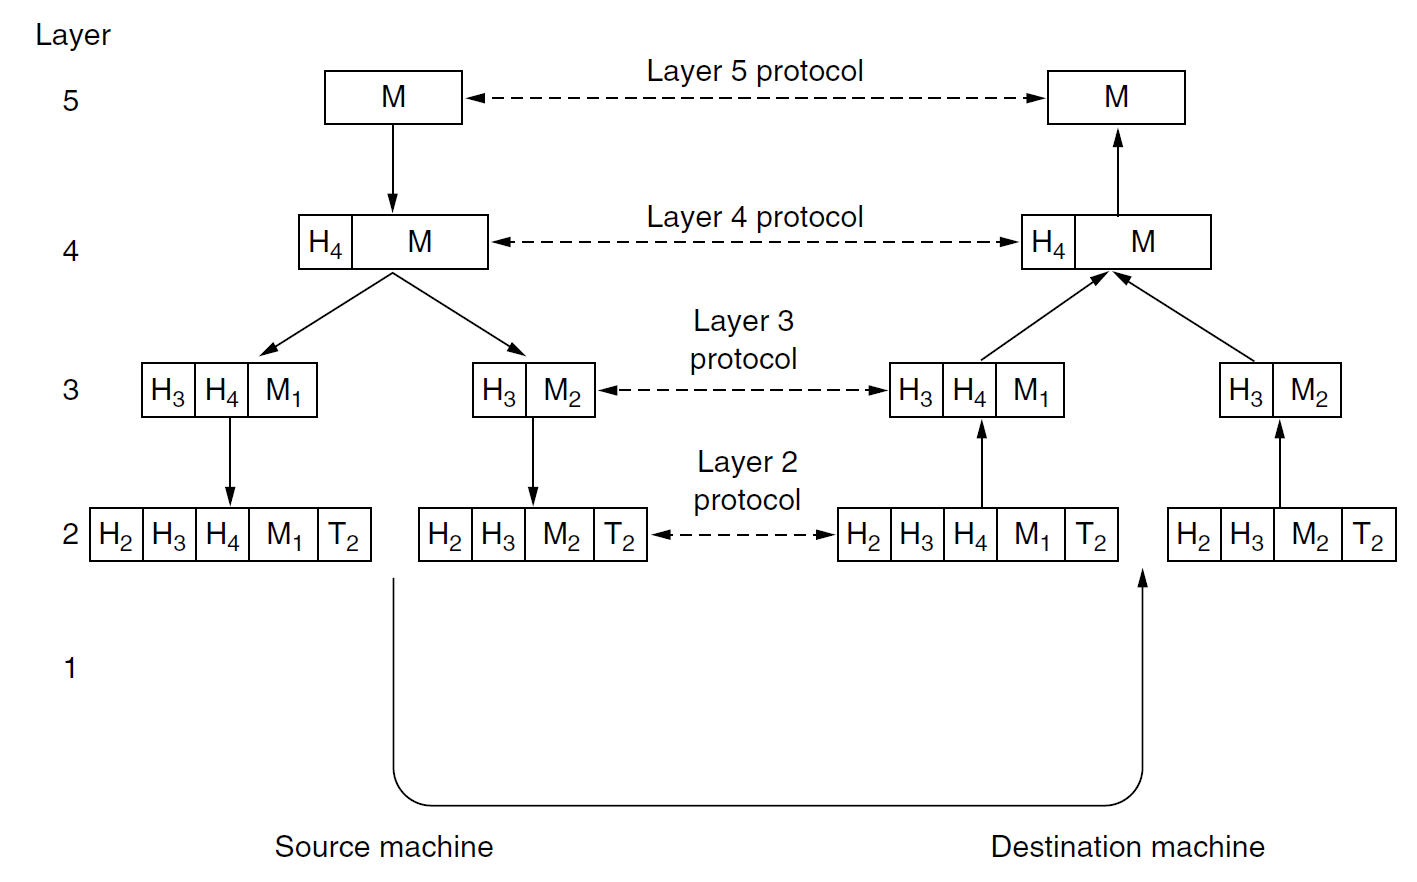 Layer
5 M Layer 5 protocol M
4 H₄ M Layer 4 protocol H₄ M
Layer 3
protocol
3 H₃ H₄ M₁ H₃ M₂ H₃ H₄ M₁ H₃ M₂
Layer 2
protocol
2 H₂ H₃ H₄ M₁ T₂ H₂ H₃ M₂ T₂ H₂ H₃ H₄ M₁ T₂ H₂ H₃ M₂ T₂
1
Source machine Destination machine